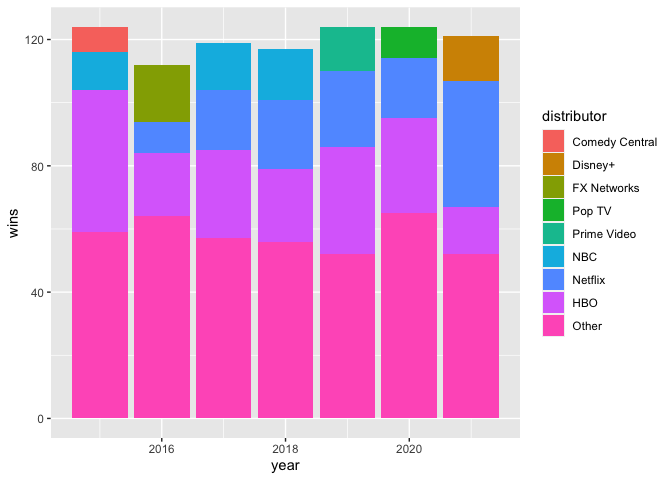 120
80
40
0
wins
2016
2018
2020
year
distributor
Comedy Central
Disney+
FX Networks
Pop TV
Prime Video
NBC
Netflix
HBO
Other